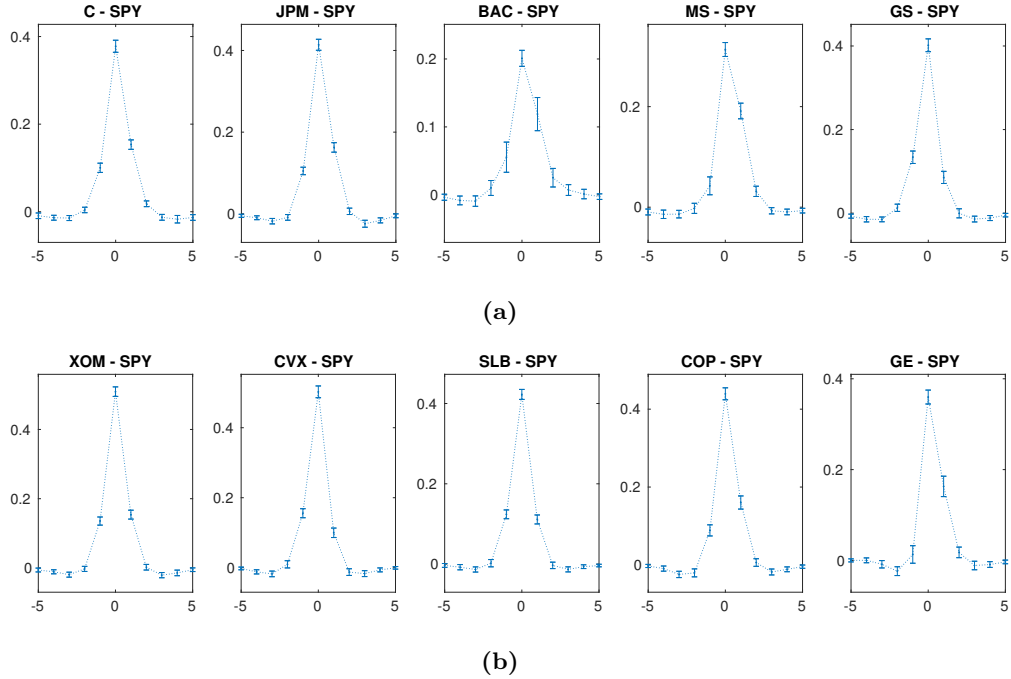 C - SPY JPM - SPY BAC - SPY MS - SPY GS - SPY
0.4 0.4 0.2 0.2 0.4
0.2 0.2 0.1 0 0.2
0 0 0 0
-5 0 5 -5 0 5 -5 0 5 -5 0 5 -5 0 5
(a)
XOM - SPY CVX - SPY SLB - SPY COP - SPY GE - SPY
0.4 0.4 0.4 0.4 0.4
0.2 0.2 0.2 0.2 0.2
0 0 0 0 0
-5 0 5 -5 0 5 -5 0 5 -5 0 5 -5 0 5
(b)